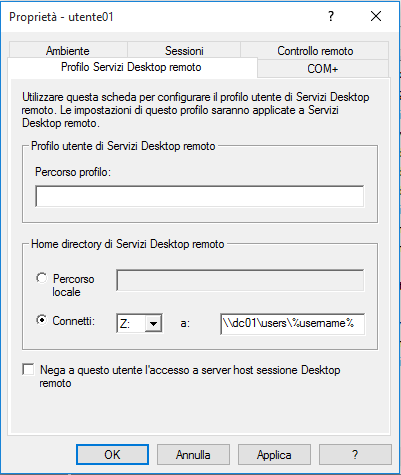 Proprietà - utente01
?
Ambiente
Sessioni
Controllo remoto
Profilo Servizi Desktop remoto
COM+
Utilizzare questa scheda per configurare il profilo utente di Servizi Desktop
remoto. Le impostazioni di questo profilo saranno applicate a Servizi
Desktop remoto.
Profilo utente di Servizi Desktop remoto
Percorso profilo:
Home directory di Servizi Desktop remoto
Percorso
locale
Connetti:
Z:
a:
\\dc01\users\%username%
Nega a questo utente l'accesso a server host sessione Desktop
remoto
OK
Annulla
Applica
?